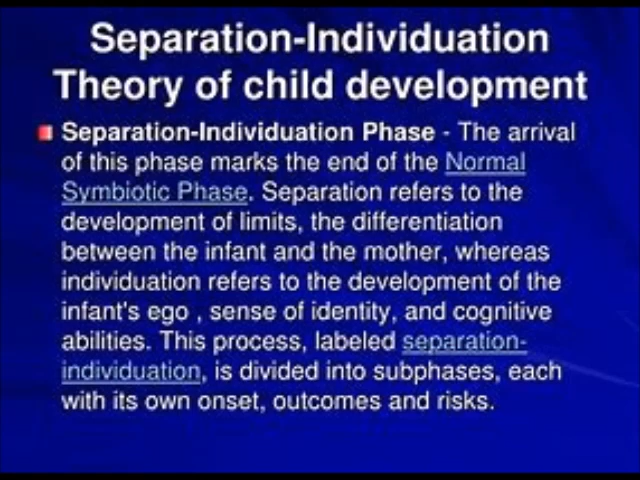 Separation-Individuation
Theory of child development
Separation-Individuation Phase - The arrival
of this phase marks the end of the Normal
Symbiotic Phase. Separation refers to the
development of limits, the differentiation
between the infant and the mother, whereas
individuation refers to the development of the
infant's ego , sense of identity, and cognitive
abilities. This process, labeled separation-
individuation, is divided into subphases, each
with its own onset, outcomes and risks.